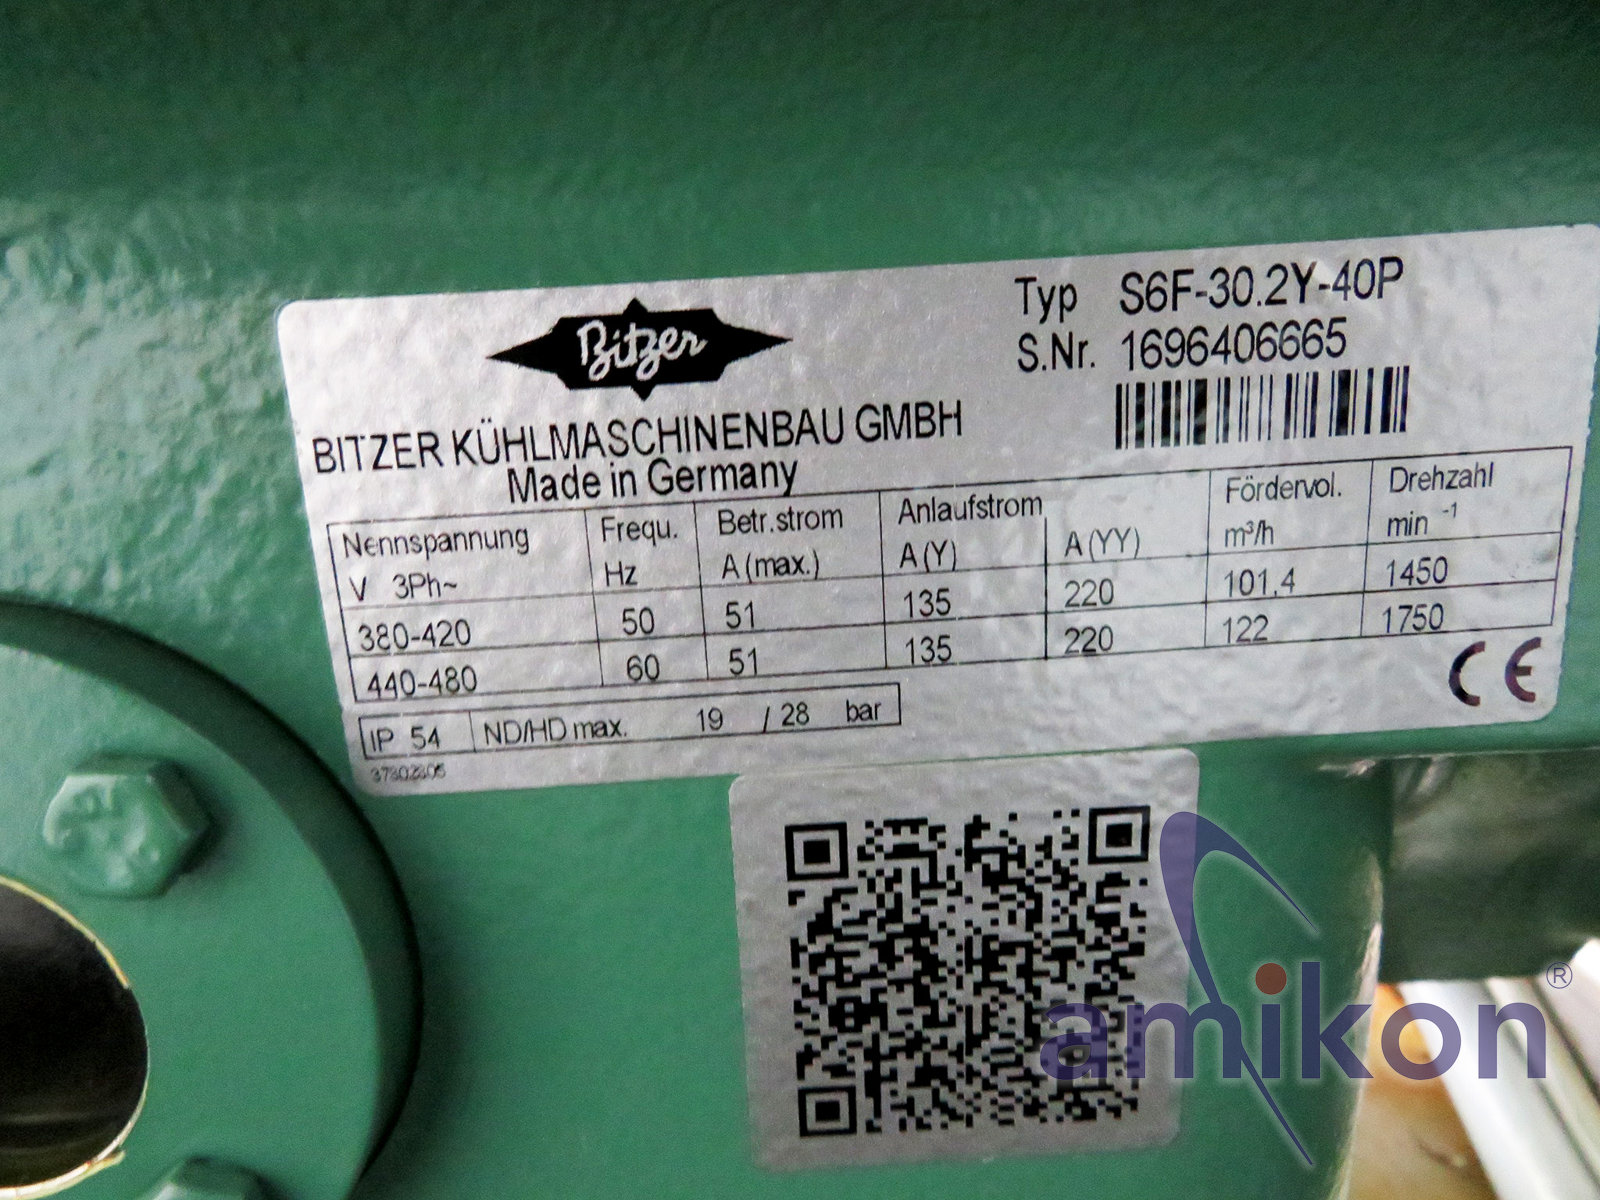 Bitzer
BITZER KÜHLMASCHINENBAU GMBH
Made in Germany
Typ S6F-30.2Y-40P
S.Nr. 1696406665
Nennspannung Frequ. Betr.strom Anlaufstrom Fördervol. Drehzahl
V 3Ph~ Hz A (max.) A (Y) A (YY) m³/h min -1
380-420 50 51 135 220 101,4 1450
440-480 60 51 135 220 122 1750
IP 54 ND/HD max. 19 / 28 bar
CE
amikon®